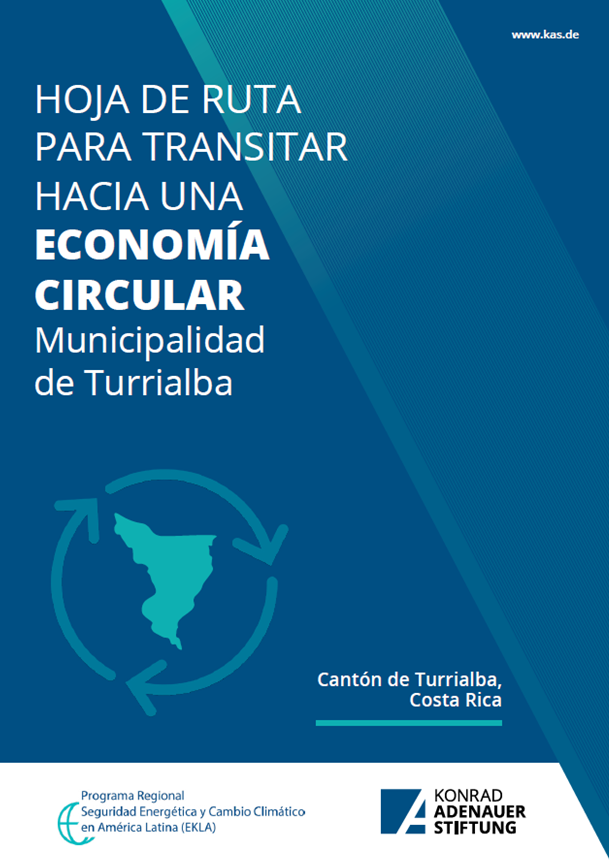 www.kas.de
HOJA DE RUTA
PARA TRANSITAR
HACIA UNA
ECONOMÍA
CIRCULAR
Municipalidad
de Turrialba
Cantón de Turrialba,
Costa Rica
Programa Regional
Seguridad Energética y Cambio Climático
en América Latina (EKLA)
KONRAD
ADENAUER
STIFTUNG